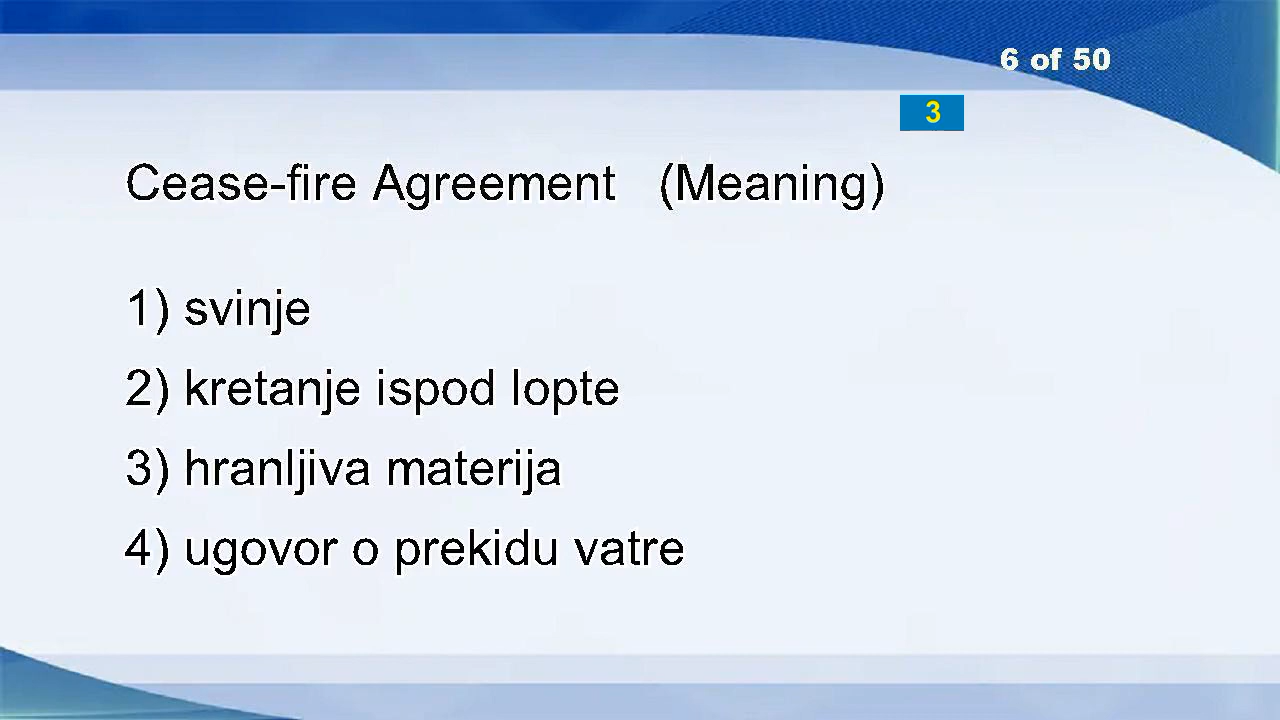 6 of 50
3
Cease-fire Agreement (Meaning)
1) svinje
2) kretanje ispod lopte
3) hranljiva materija
4) ugovor o prekidu vatre